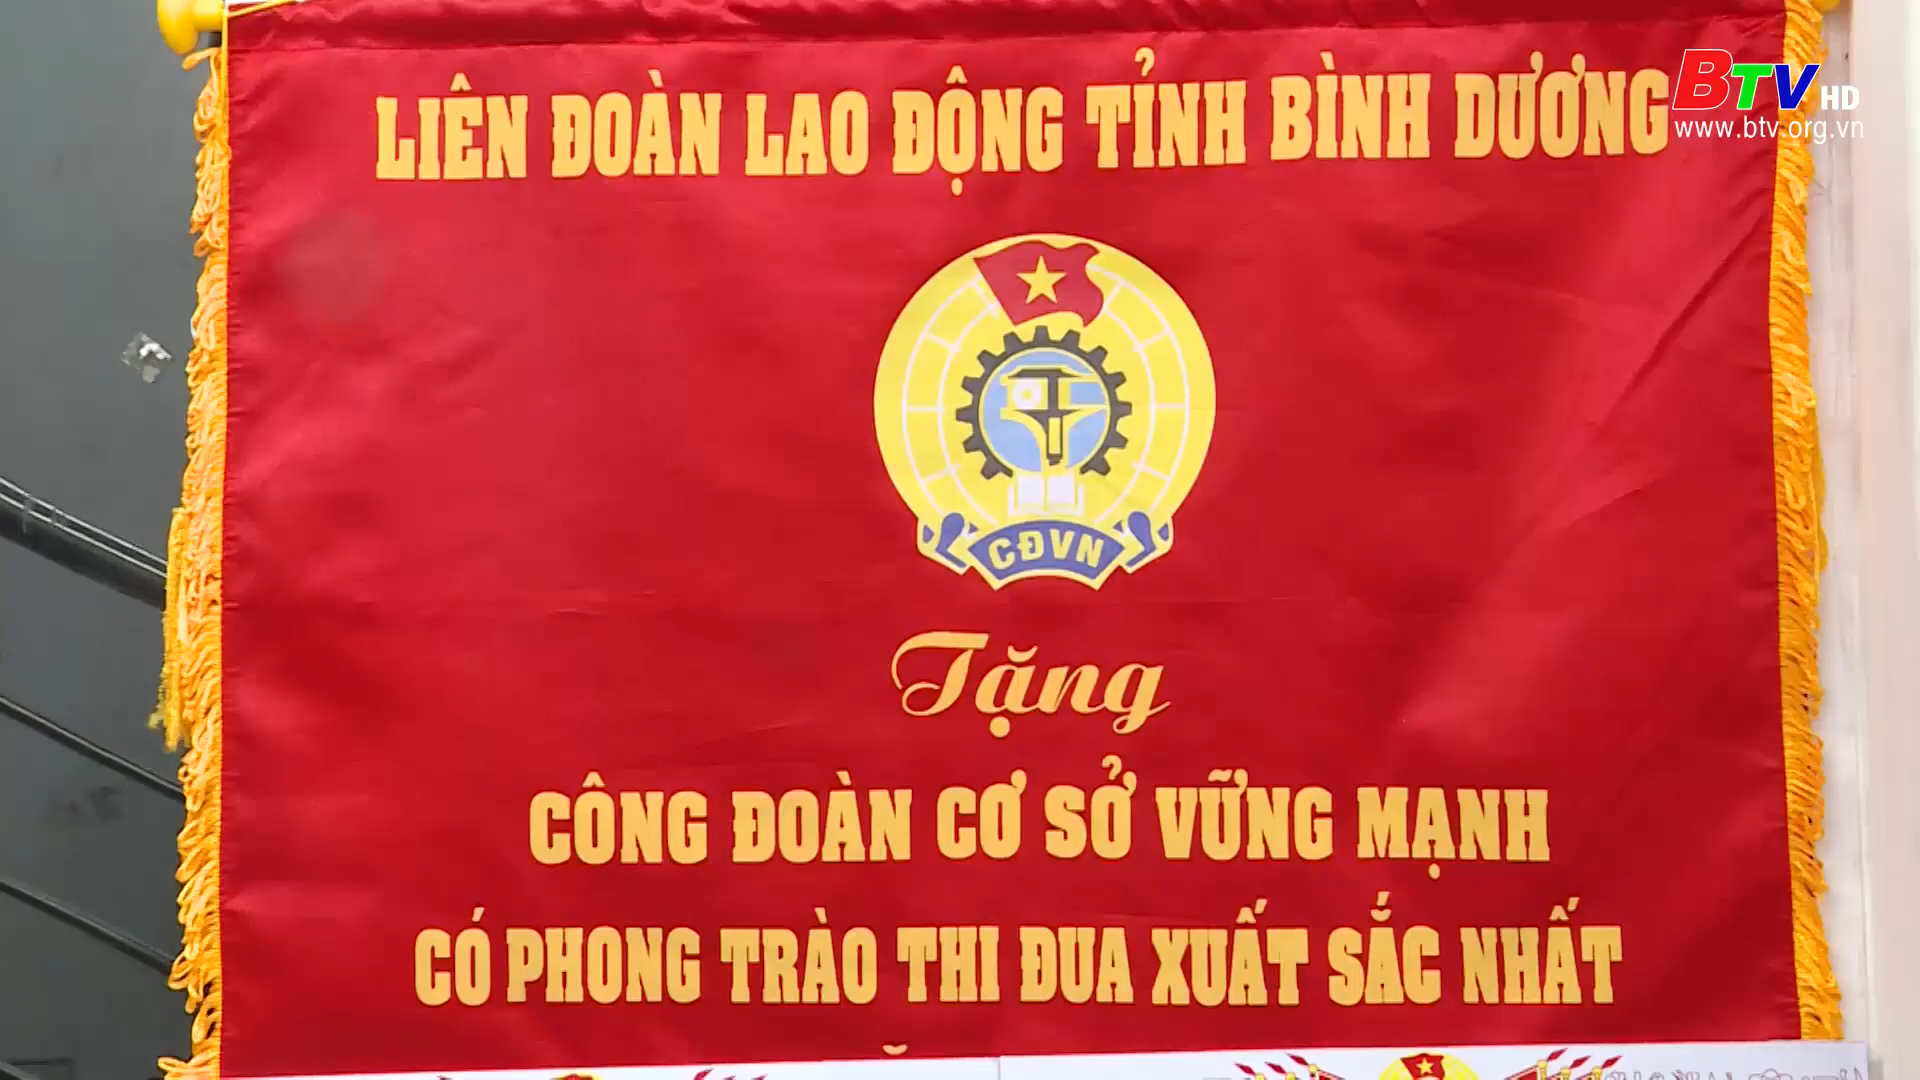 LIÊN ĐOÀN LAO ĐỘNG TỈNH BÌNH DƯƠNG
BTV HD
www.btv.org.vn
CĐVN
Tặng
CÔNG ĐOÀN CƠ SỞ VỮNG MẠNH
CÓ PHONG TRÀO THI ĐUA XUẤT SẮC NHẤT